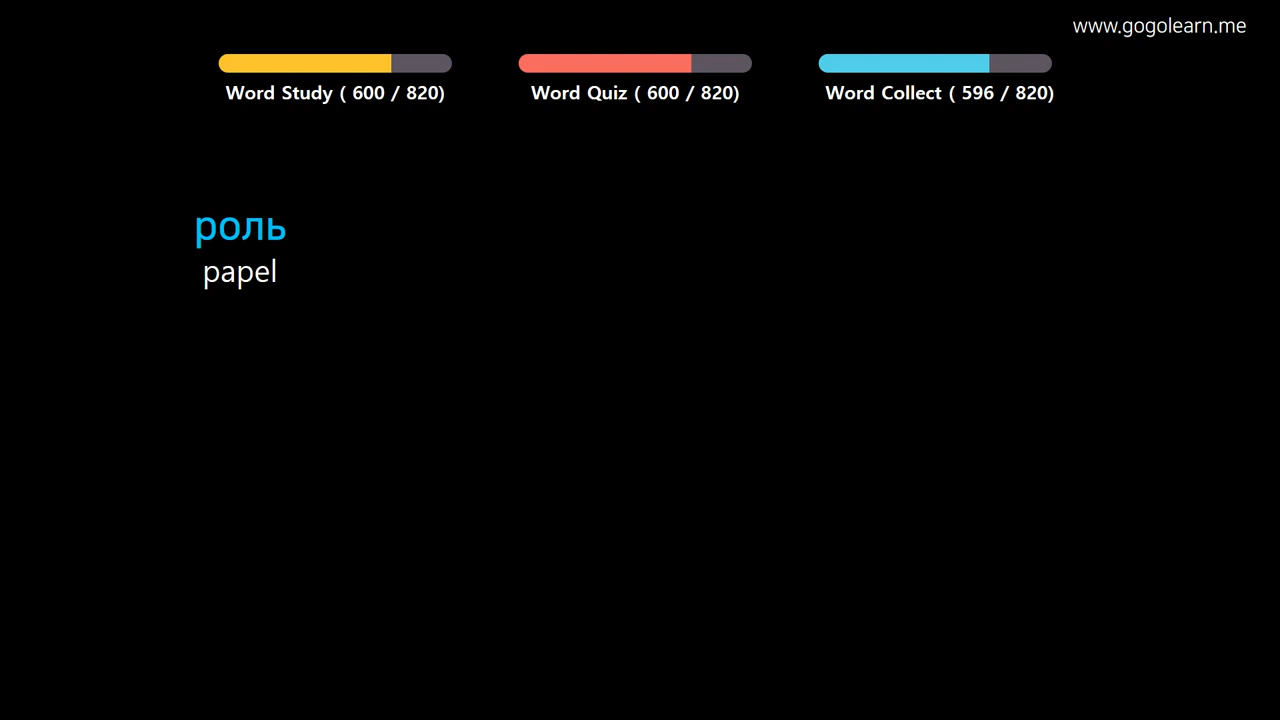 www.gogolearn.me
Word Study ( 600 / 820)
Word Quiz ( 600 / 820)
Word Collect ( 596 / 820)
роль
papel